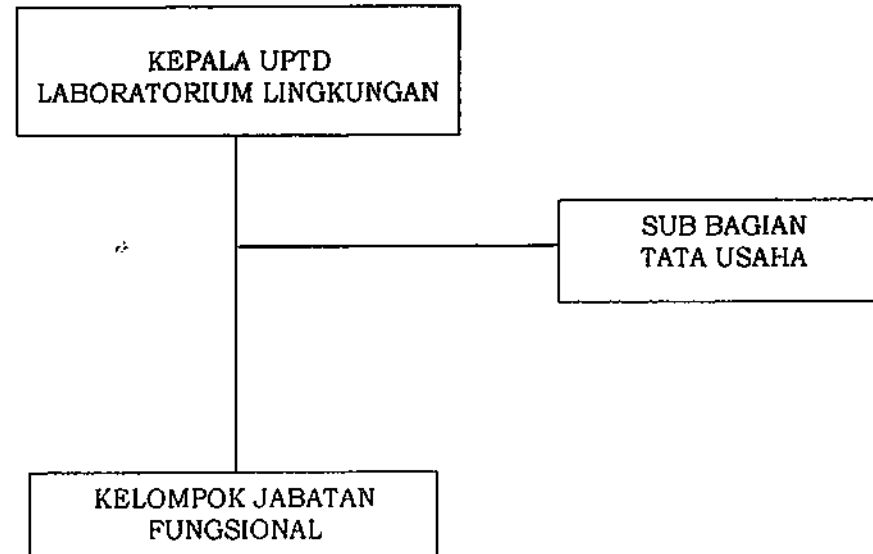 KEPALA UPTD
LABORATORIUM LINGKUNGAN
SUB BAGIAN
TATA USAHA
KELOMPOK JABATAN
FUNGSIONAL